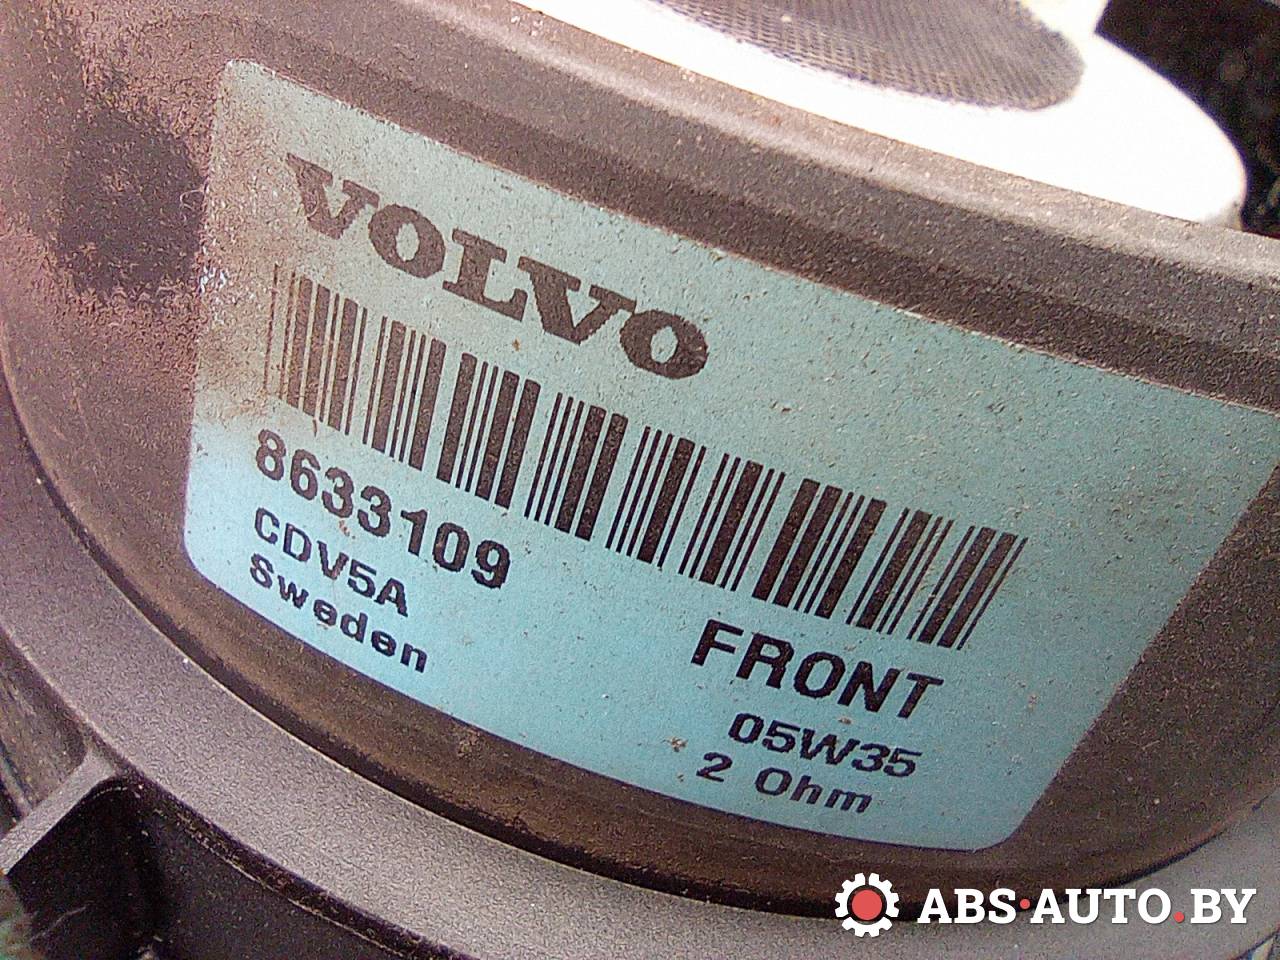 VOLVO
8633109
CDV5A
Sweden
FRONT
05W35
2 Ohm
ABS·AUTO.BY